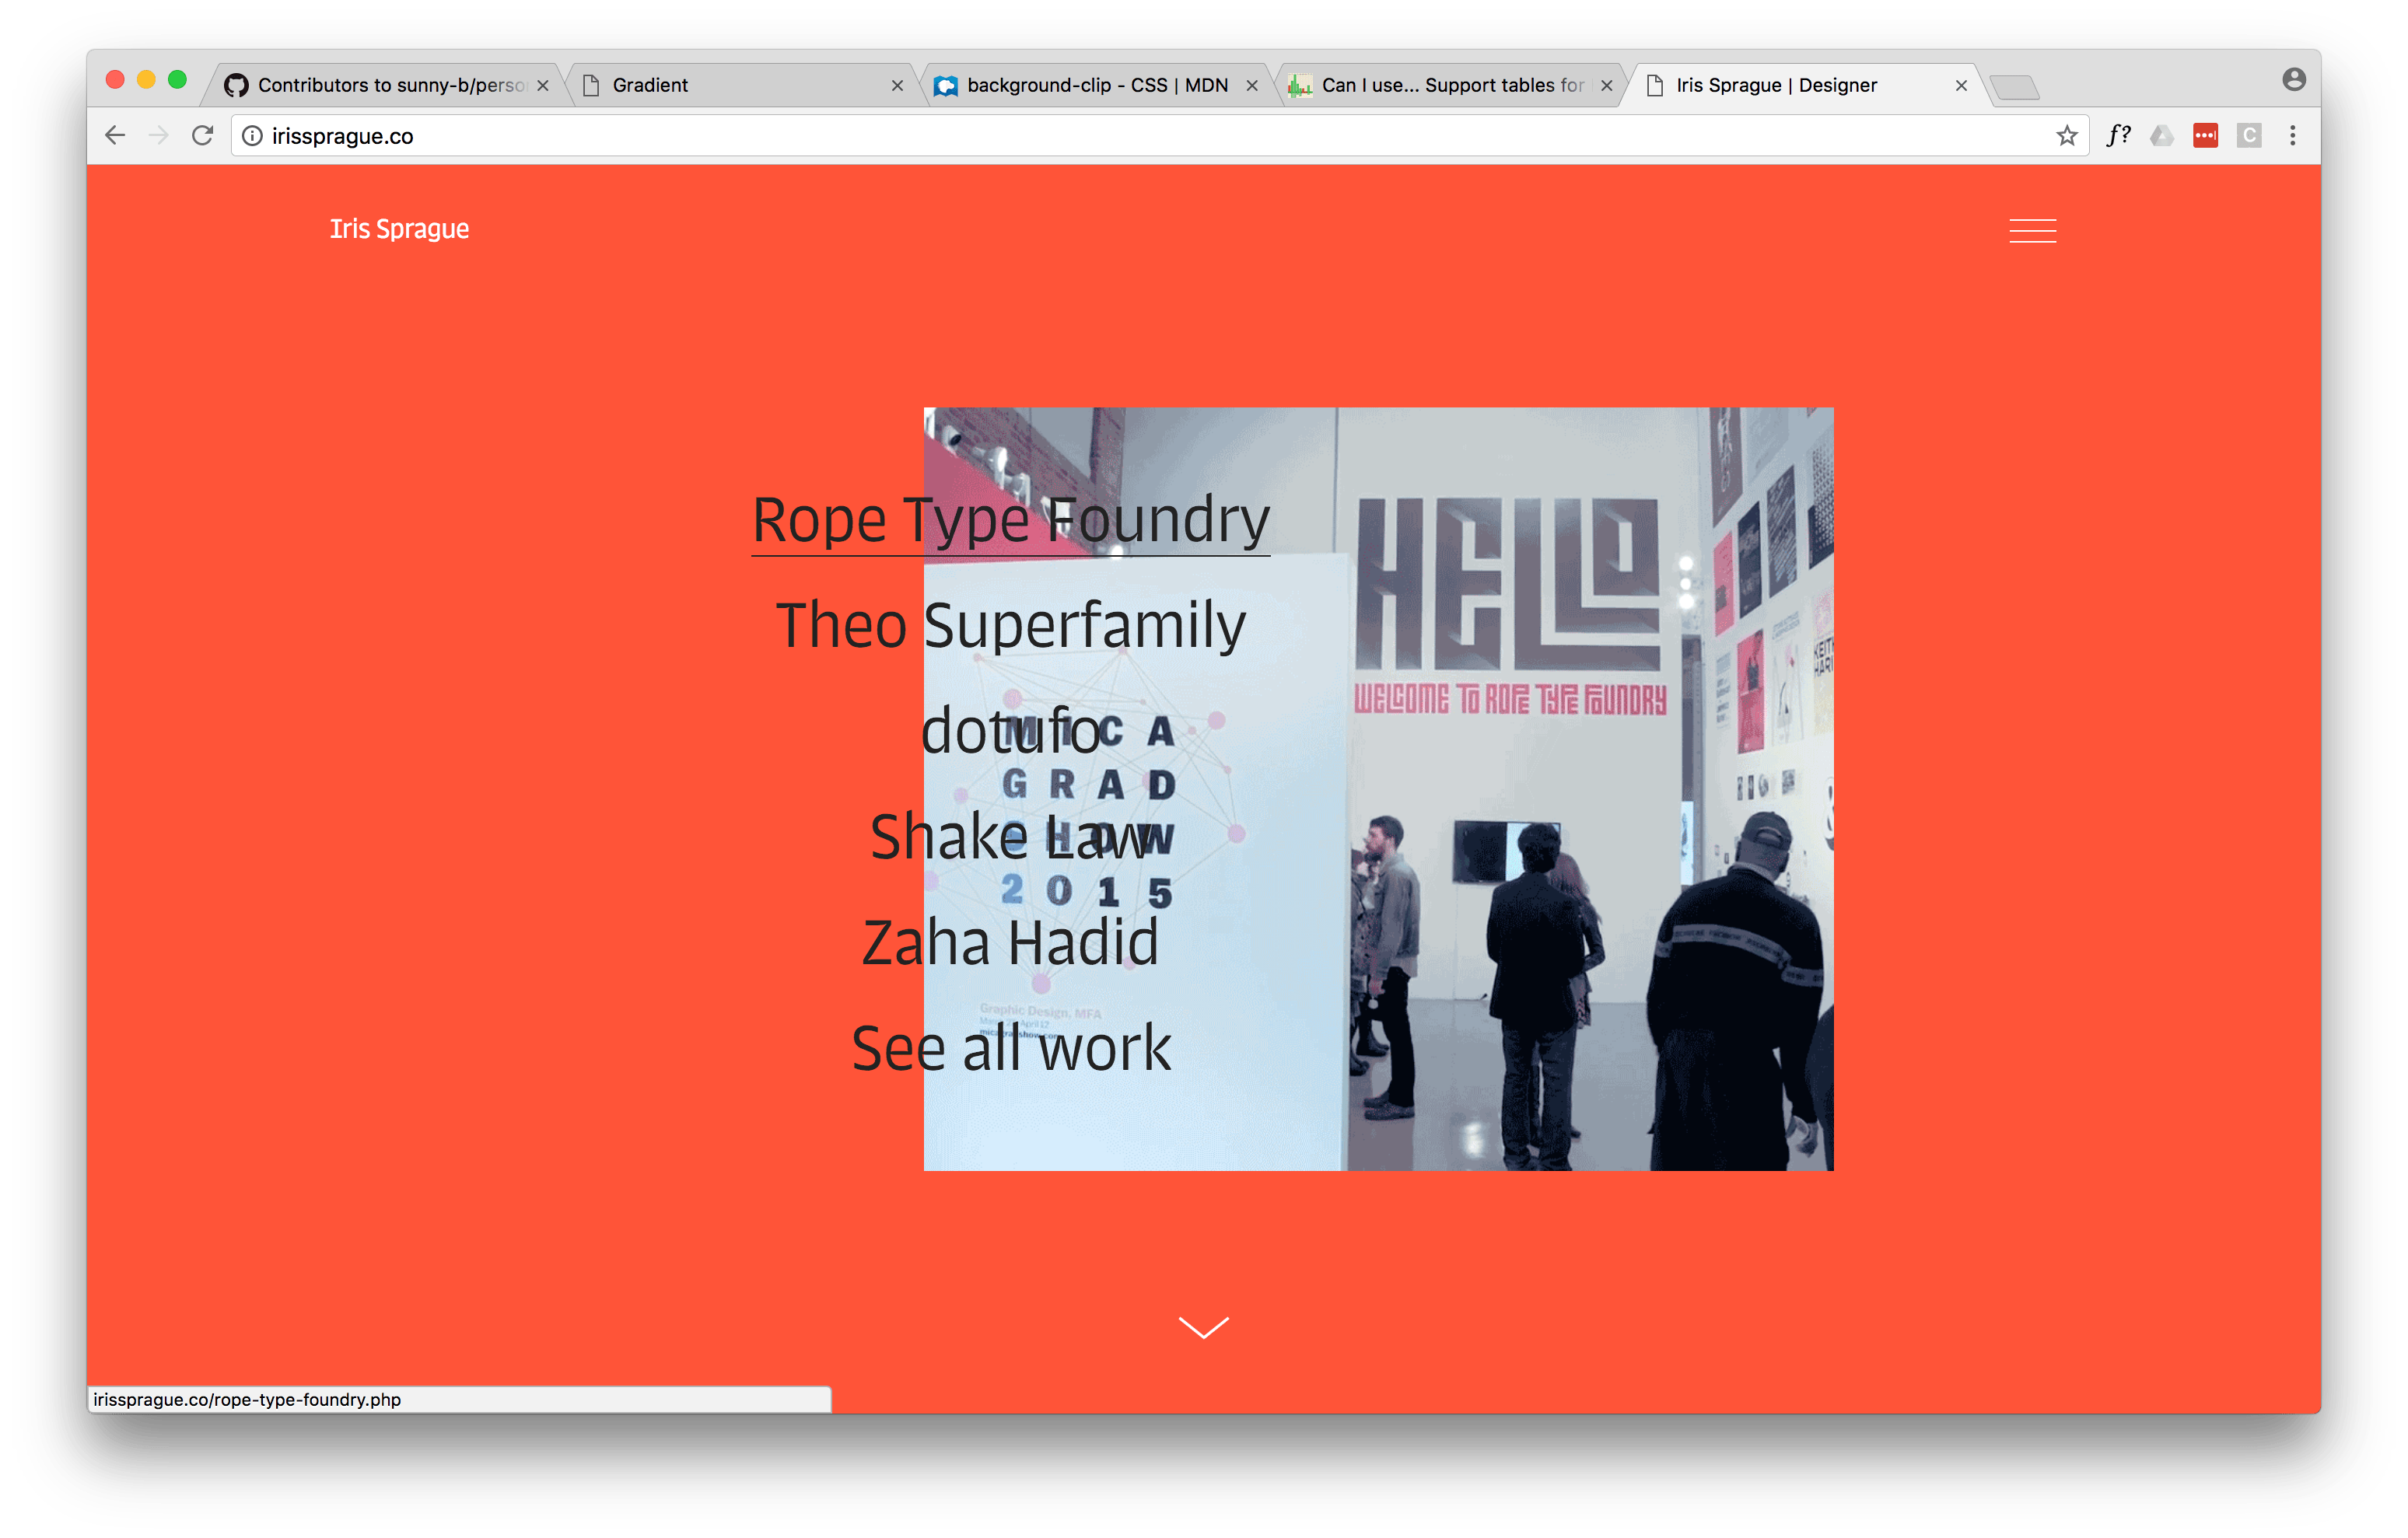 Contributors to sunny-b/perso
Gradient
background-clip - CSS | MDN
Can I use... Support tables for
Iris Sprague | Designer
irissprague.co
f?
C
Iris Sprague
Rope Type Foundry
Theo Superfamily
dotufo
Shake Law
Zaha Hadid
See all work
HELLO
WELCOME TO ROPE TYPE FOUNDRY
MICA
GRAD
SHOW
2015
Graphic Design, MFA
KEITH
HARI
irissprague.co/rope-type-foundry.php